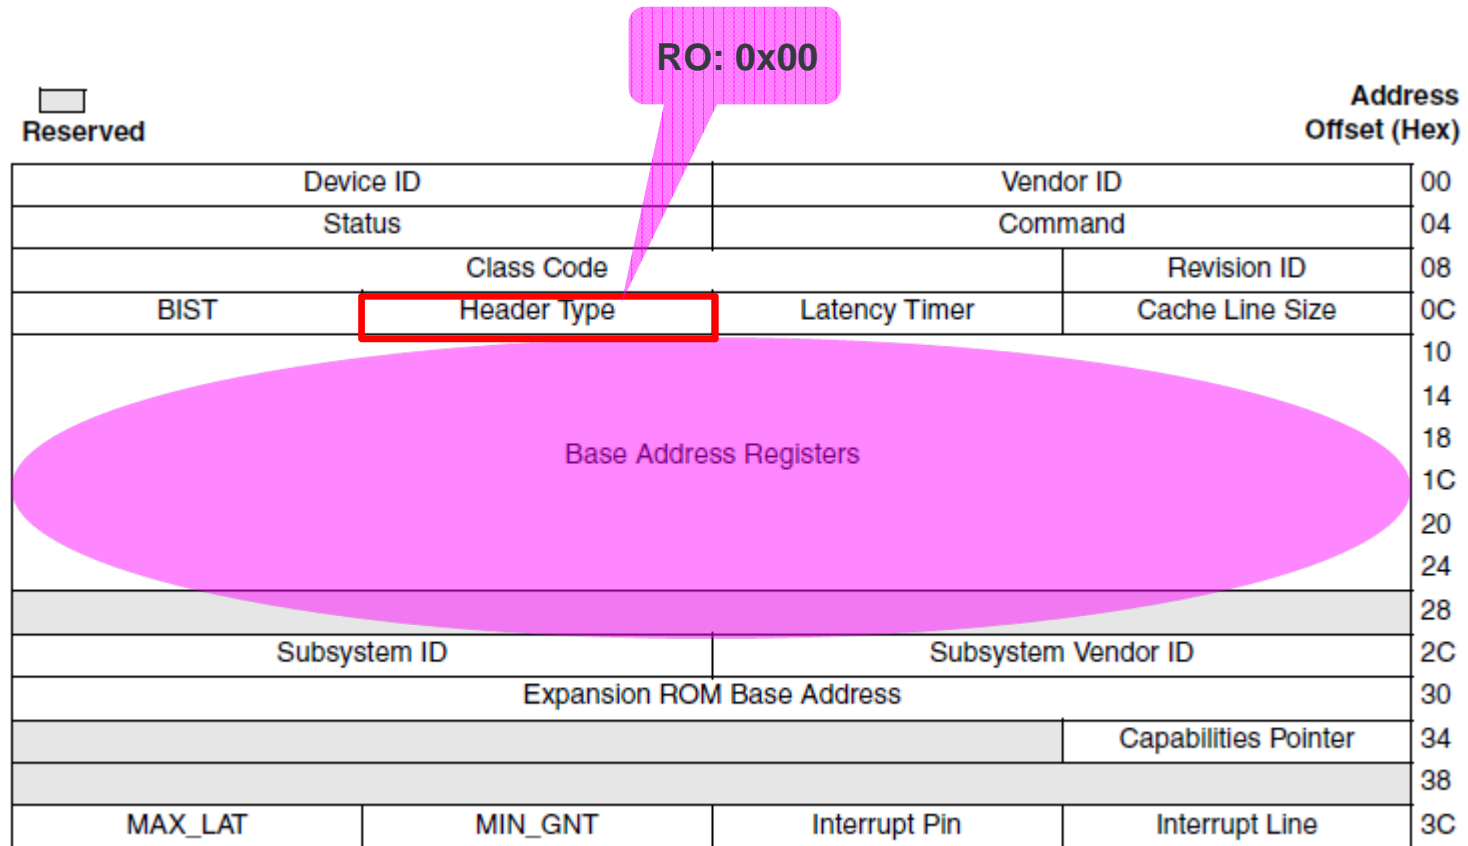 RO: 0x00
Address
Reserved
Offset (Hex)
Device ID Vendor ID 00
Status Command 04
Class Code Revision ID 08
BIST Header Type Latency Timer Cache Line Size 0C
10
14
18
Base Address Registers
1C
20
24
28
Subsystem ID Subsystem Vendor ID 2C
Expansion ROM Base Address 30
Capabilities Pointer 34
38
MAX_LAT MIN_GNT Interrupt Pin Interrupt Line 3C